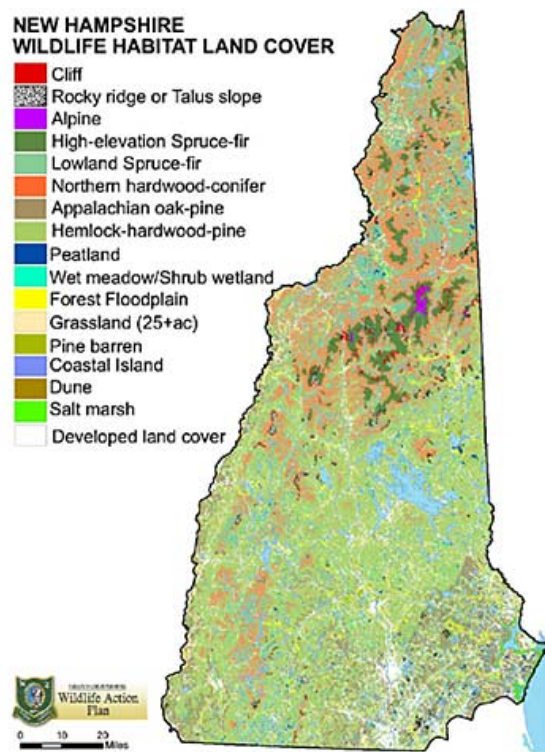 NEW HAMPSHIRE
WILDLIFE HABITAT LAND COVER
Cliff
Rocky ridge or Talus slope
Alpine
High-elevation Spruce-fir
Lowland Spruce-fir
Northern hardwood-conifer
Appalachian oak-pine
Hemlock-hardwood-pine
Peatland
Wet meadow/Shrub wetland
Forest Floodplain
Grassland (25+ac)
Pine barren
Coastal Island
Dune
Salt marsh
Developed land cover
Wildlife Action
Plan
0 10 20
Miles